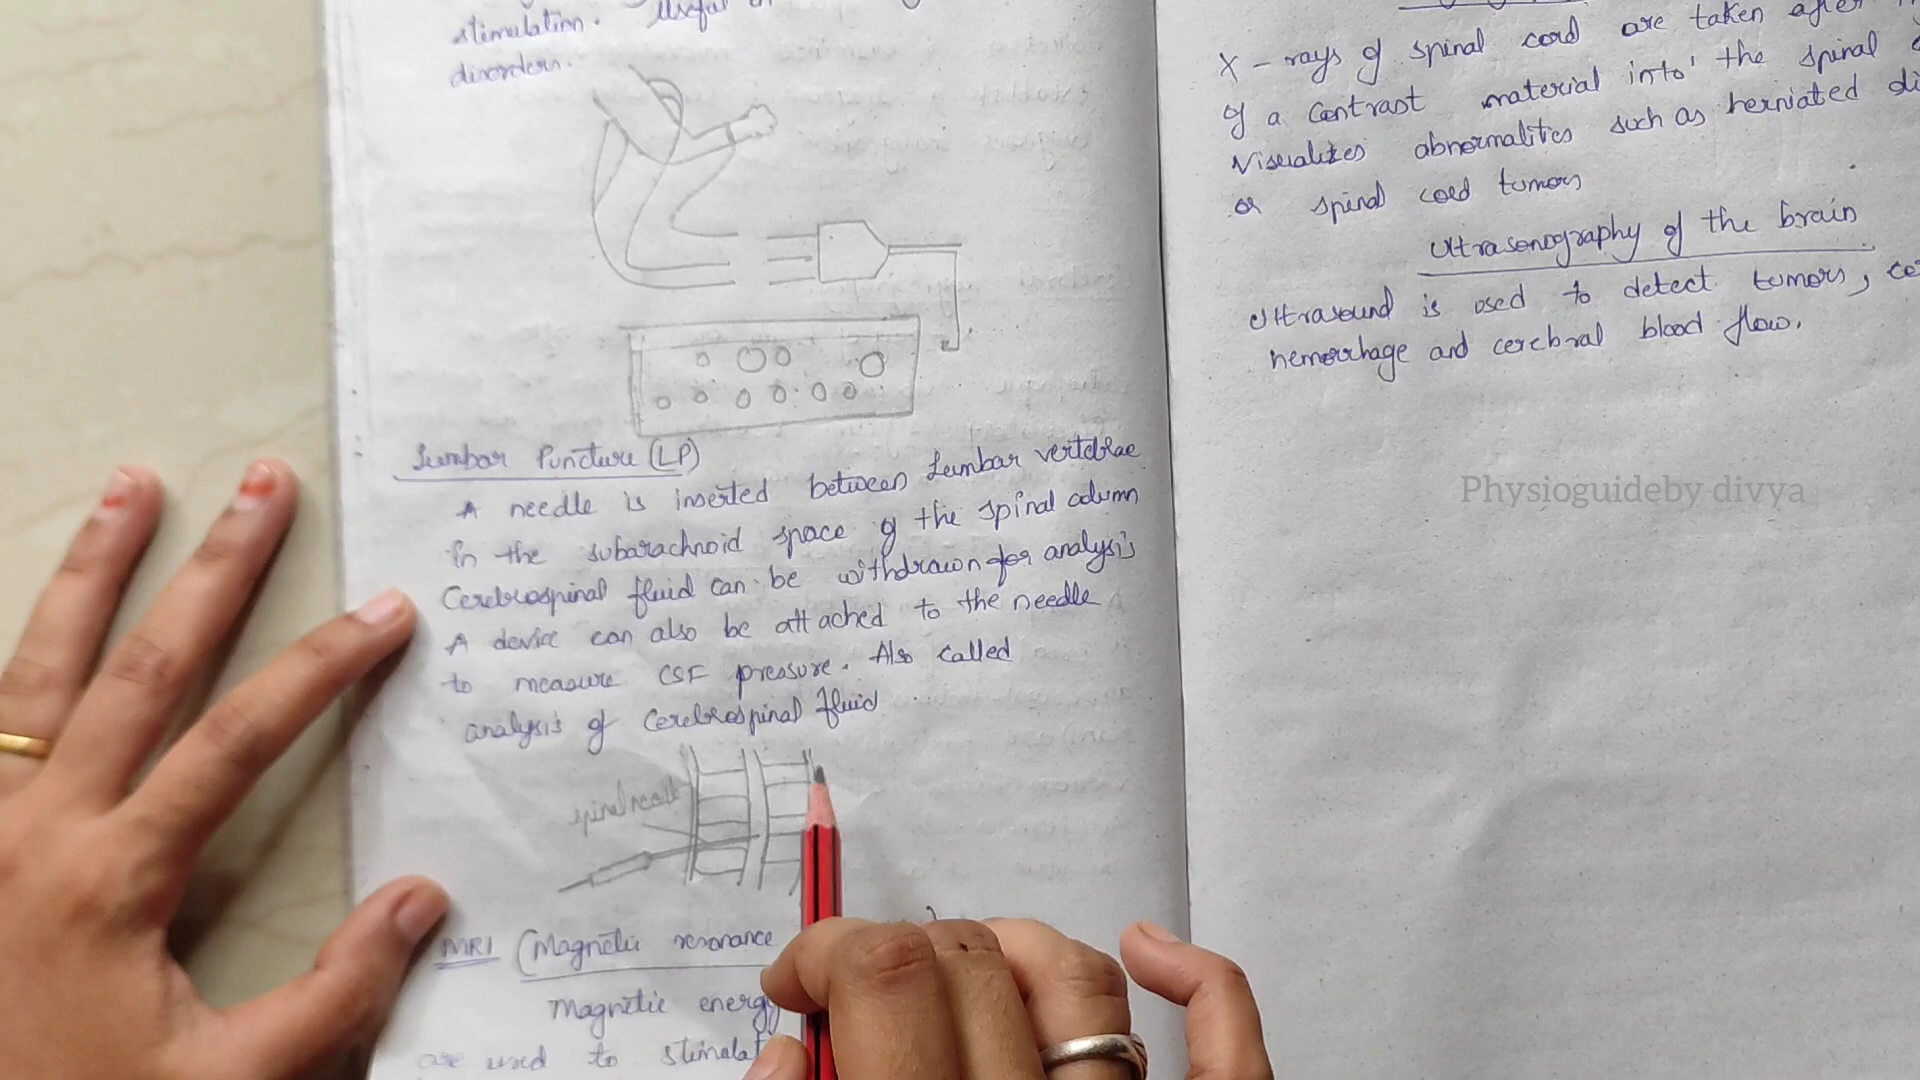 stimulation. Useful
disorders.
Lumbar Puncture (LP)
A needle is inserted between Lumbar vertebrae
in the subarachnoid space of the spinal column
Cerebrospinal fluid can be withdrawn for analysis
A device can also be attached to the needle
to measure CSF pressure. Also called
analysis of Cerebrospinal fluid
spinal needle
MRI (Magnetic resonance
Magnetic energy
are used to stimulat
X-rays of spinal cord are taken after
of a Contrast material into the spinal
Visualizes abnormalities such as herniated
or spinal cord tumors
Ultrasonography of the brain
Ultrasound is used to detect tumors,
hemorrhage and cerebral blood flow.
Physioguideby divya